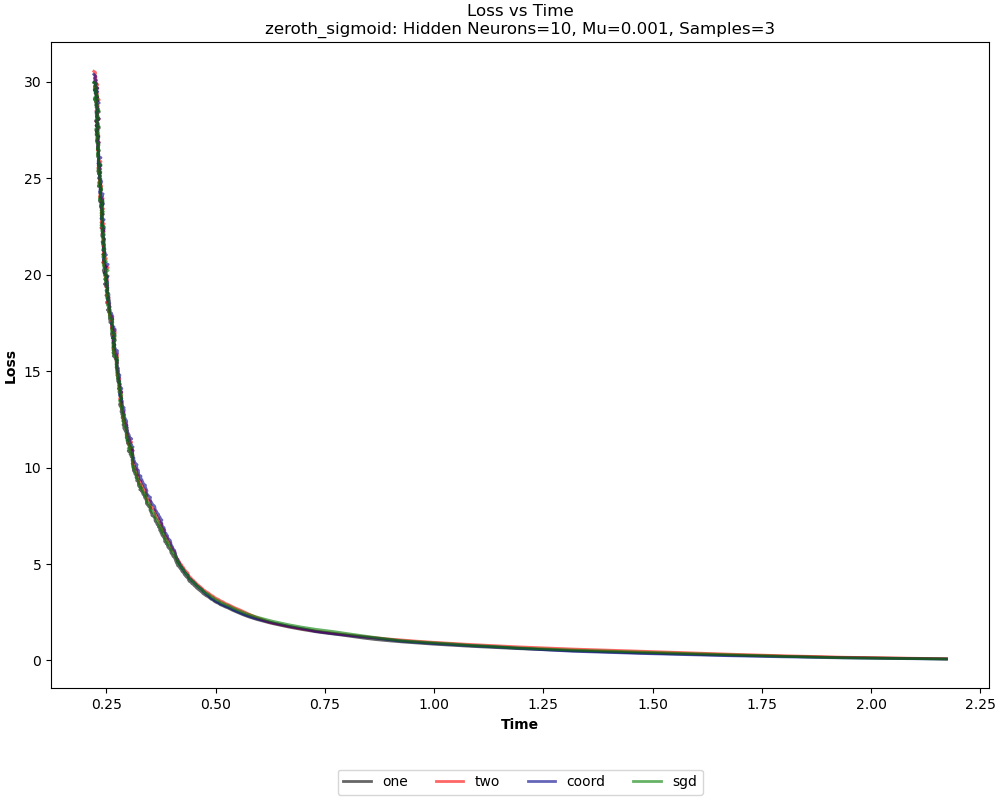 Loss vs Time
zeroth_sigmoid: Hidden Neurons=10, Mu=0.001, Samples=3
30
25
20
15
10
5
0
Loss
0.25 0.50 0.75 1.00 1.25 1.50 1.75 2.00 2.25
Time
one two coord sgd